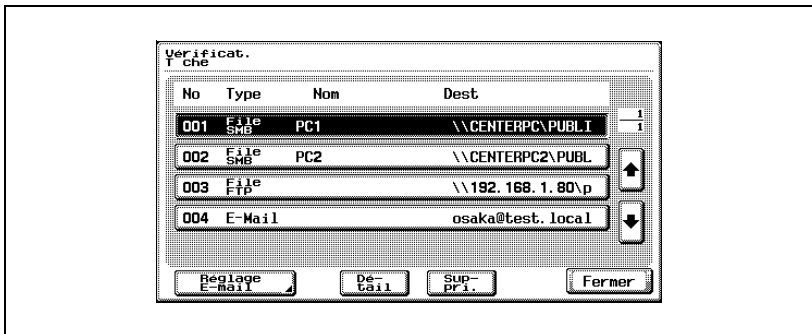 Vérificat.
T che
No Type Nom Dest
001 File SMB PC1 \\CENTERPC\PUBLI
1
1
002 File SMB PC2 \\CENTERPC2\PUBL
003 File FTP \\192.168.1.80\p
004 E-Mail osaka@test.local
Réglage E-mail Dé-tail Sup-pri. Fermer